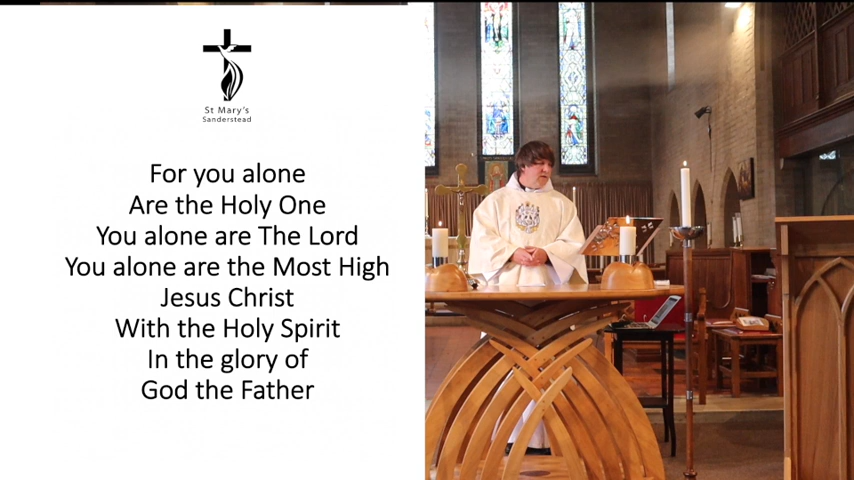 St Mary's
Sanderstead
For you alone
Are the Holy One
You alone are The Lord
You alone are the Most High
Jesus Christ
With the Holy Spirit
In the glory of
God the Father